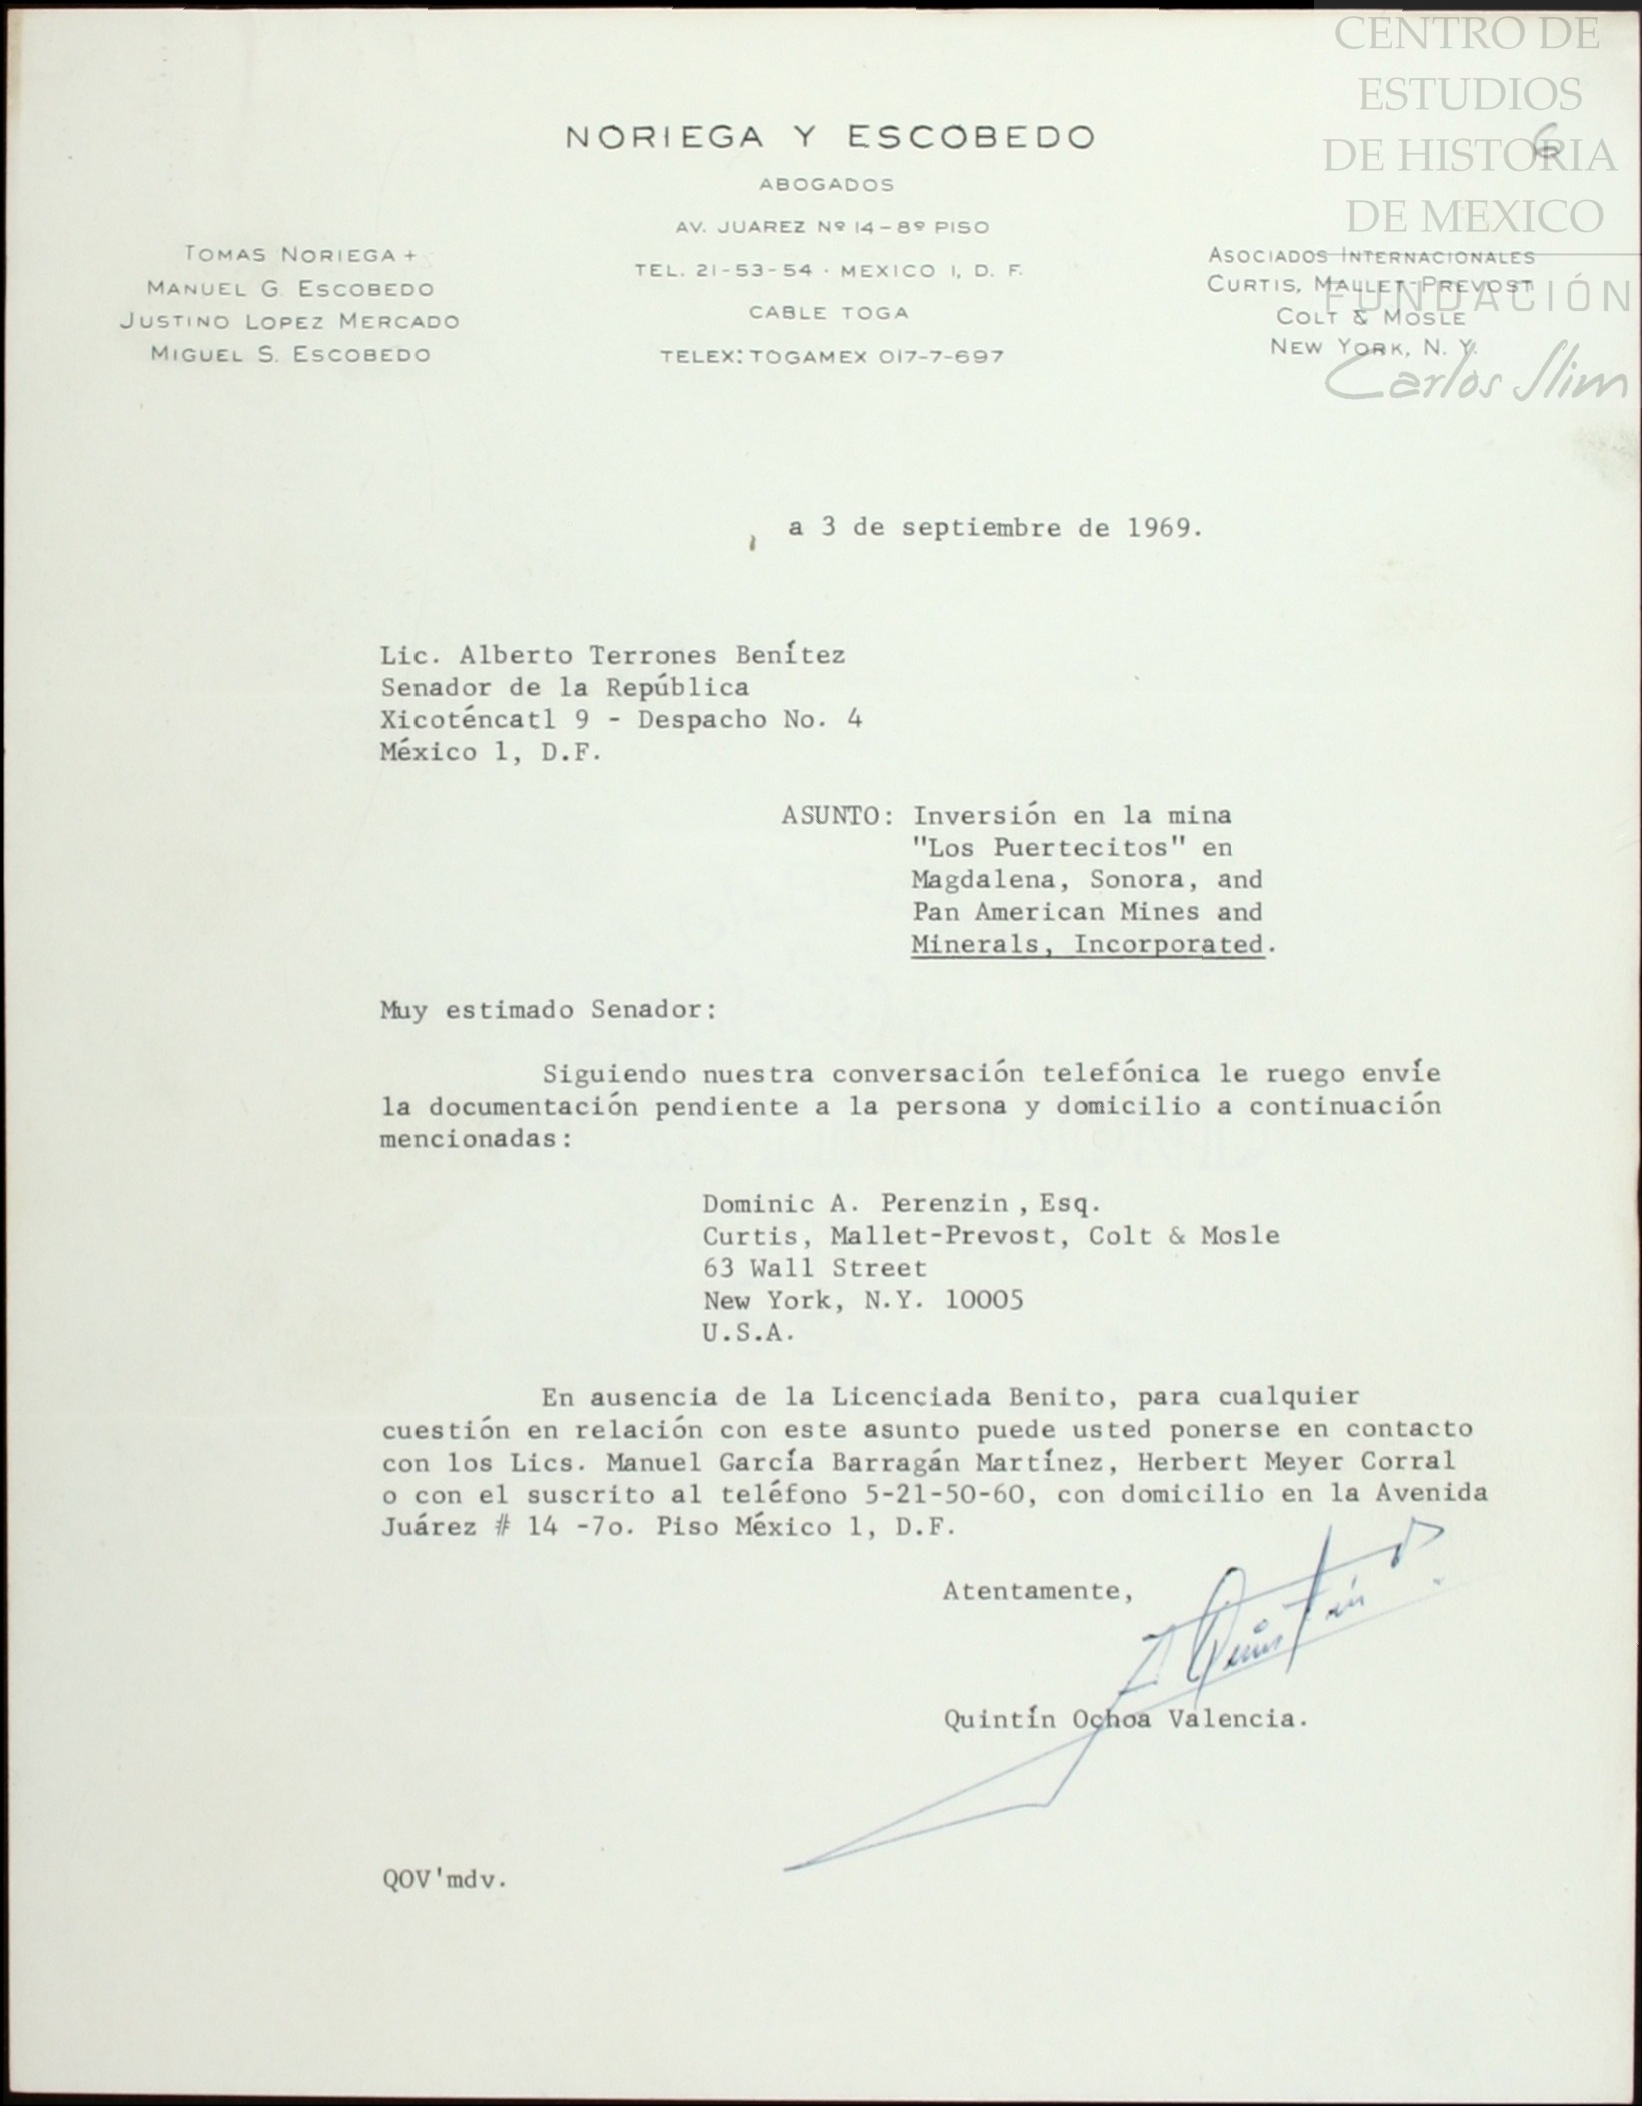 CENTRO DE
ESTUDIOS
DE HISTORIA
DE MEXICO
FUNDACIÓN
Carlos Slim
6
NORIEGA Y ESCOBEDO
ABOGADOS
AV. JUAREZ Nº 14-8º PISO
TEL. 21-53-54 · MEXICO 1, D. F.
CABLE TOGA
TELEX: TOGAMEX 017-7-697
TOMAS NORIEGA +
MANUEL G. ESCOBEDO
JUSTINO LOPEZ MERCADO
MIGUEL S. ESCOBEDO
ASOCIADOS INTERNACIONALES
CURTIS, MALLET-PREVOST
COLT & MOSLE
NEW YORK, N. Y.
a 3 de septiembre de 1969.
Lic. Alberto Terrones Benítez
Senador de la República
Xicoténcatl 9 - Despacho No. 4
México 1, D.F.
ASUNTO: Inversión en la mina
"Los Puertecitos" en
Magdalena, Sonora, and
Pan American Mines and
Minerals, Incorporated.
Muy estimado Senador:
Siguiendo nuestra conversación telefónica le ruego envíe
la documentación pendiente a la persona y domicilio a continuación
mencionadas:
Dominic A. Perenzin , Esq.
Curtis, Mallet-Prevost, Colt & Mosle
63 Wall Street
New York, N.Y. 10005
U.S.A.
En ausencia de la Licenciada Benito, para cualquier
cuestión en relación con este asunto puede usted ponerse en contacto
con los Lics. Manuel García Barragán Martínez, Herbert Meyer Corral
o con el suscrito al teléfono 5-21-50-60, con domicilio en la Avenida
Juárez # 14 -7o. Piso México 1, D.F.
Atentamente,
Quintín Ochoa Valencia.
QOV'mdv.